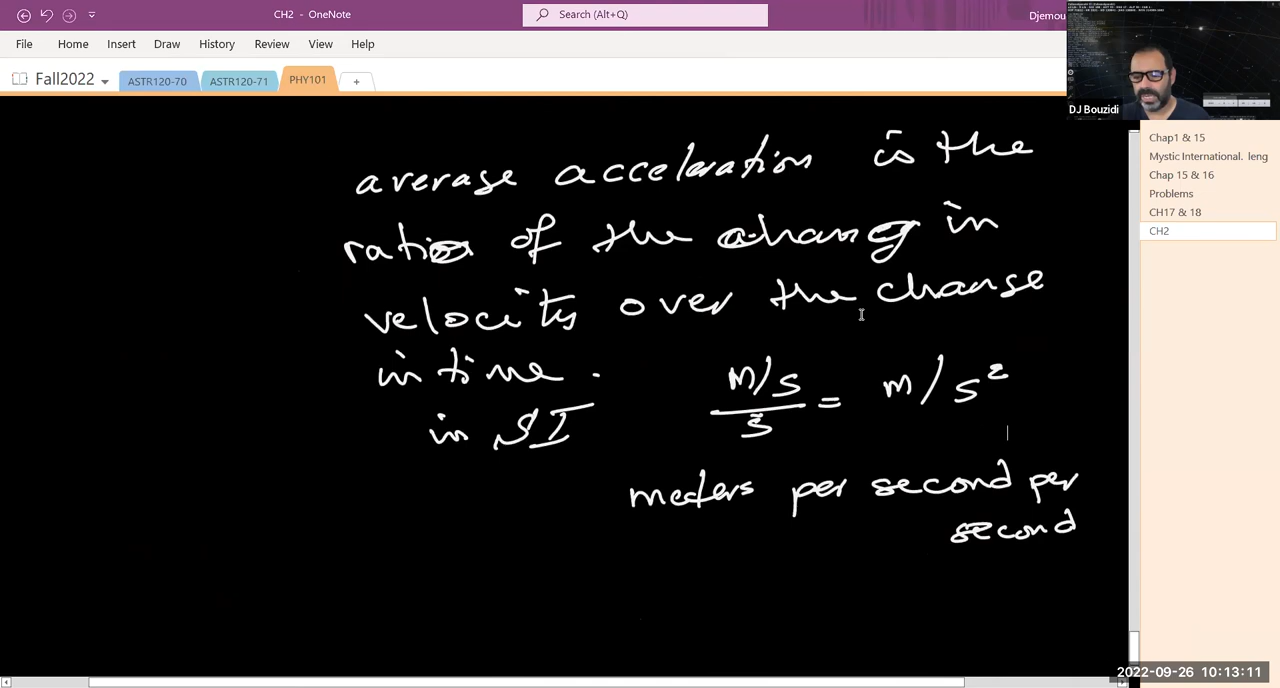 CH2 - OneNote
Search (Alt+Q)
Djemou
File Home Insert Draw History Review View Help
Fall2022
ASTR120-70
ASTR120-71
PHY101
DJ Bouzidi
Chap1 & 15
Mystic International. leng
Chap 15 & 16
Problems
CH17 & 18
CH2
average acceleration is the
ratio of the change in
velocity over the change
in time.
in SI m/s/s = m/s²
meters per second per
second
2022-09-26 10:13:11